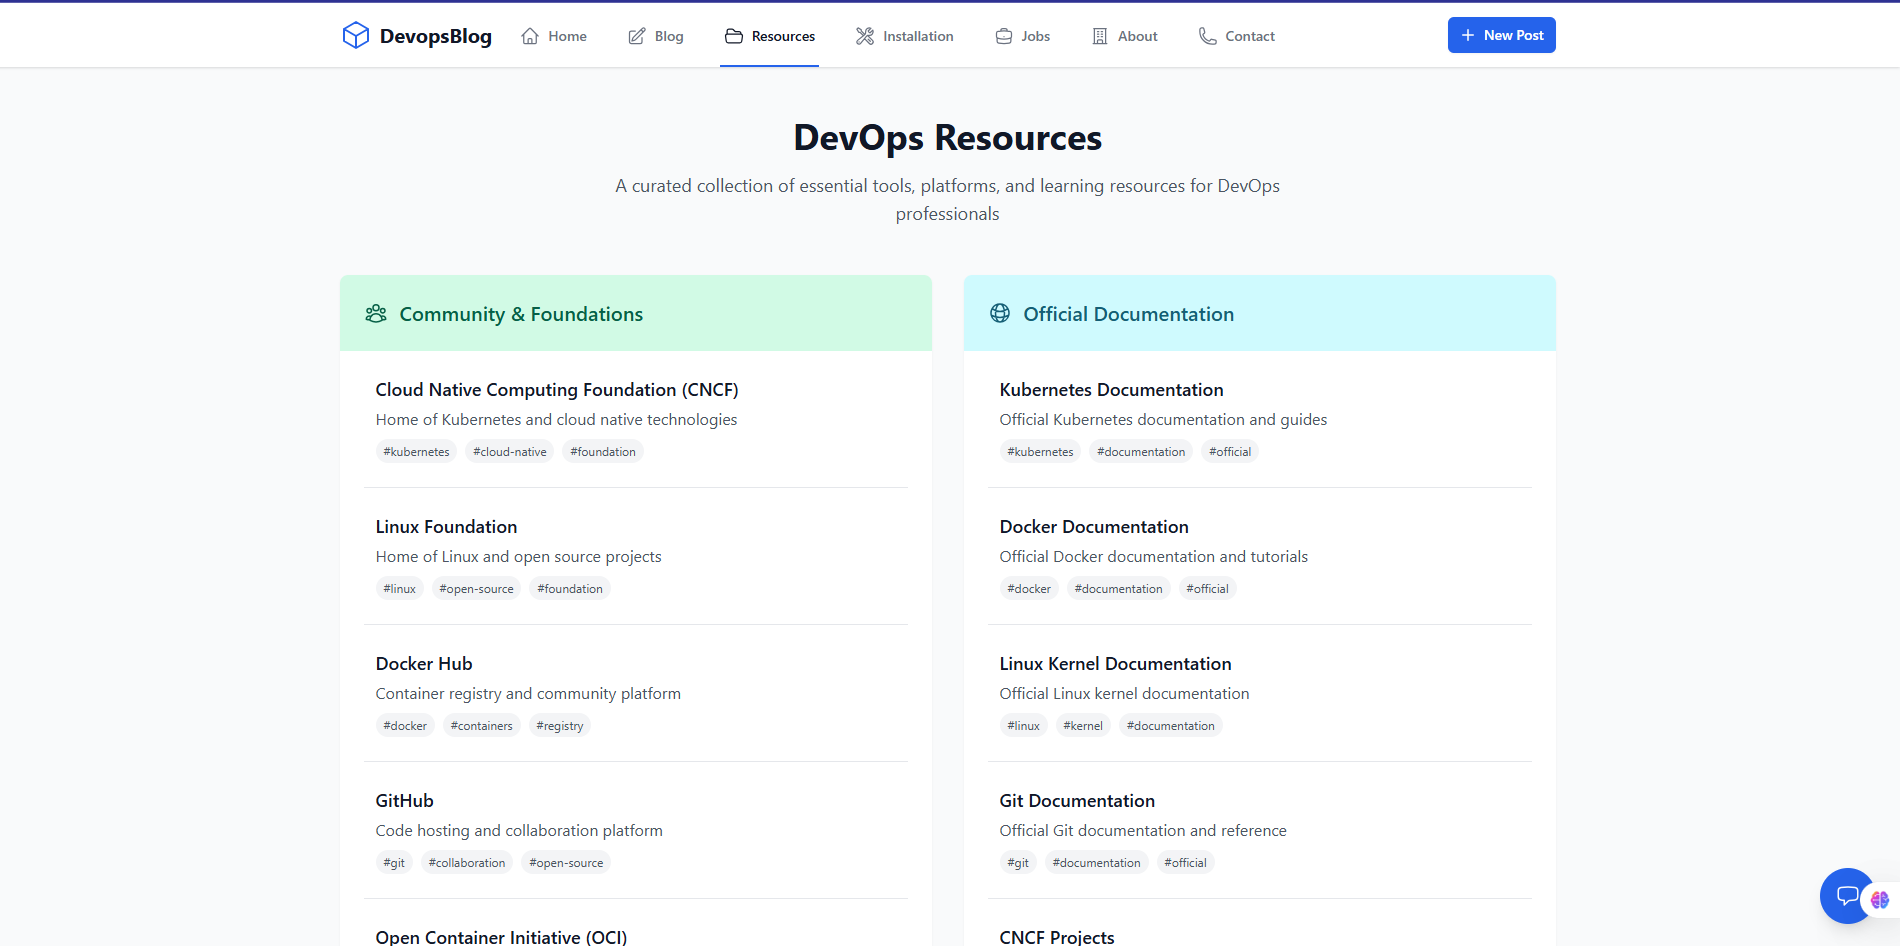 DevopsBlog
Home
Blog
Resources
Installation
Jobs
About
Contact
New Post
DevOps Resources
A curated collection of essential tools, platforms, and learning resources for DevOps
professionals
Community & Foundations
Cloud Native Computing Foundation (CNCF)
Home of Kubernetes and cloud native technologies
#kubernetes #cloud-native #foundation
Linux Foundation
Home of Linux and open source projects
#linux #open-source #foundation
Docker Hub
Container registry and community platform
#docker #containers #registry
GitHub
Code hosting and collaboration platform
#git #collaboration #open-source
Open Container Initiative (OCI)
Official Documentation
Kubernetes Documentation
Official Kubernetes documentation and guides
#kubernetes #documentation #official
Docker Documentation
Official Docker documentation and tutorials
#docker #documentation #official
Linux Kernel Documentation
Official Linux kernel documentation
#linux #kernel #documentation
Git Documentation
Official Git documentation and reference
#git #documentation #official
CNCF Projects